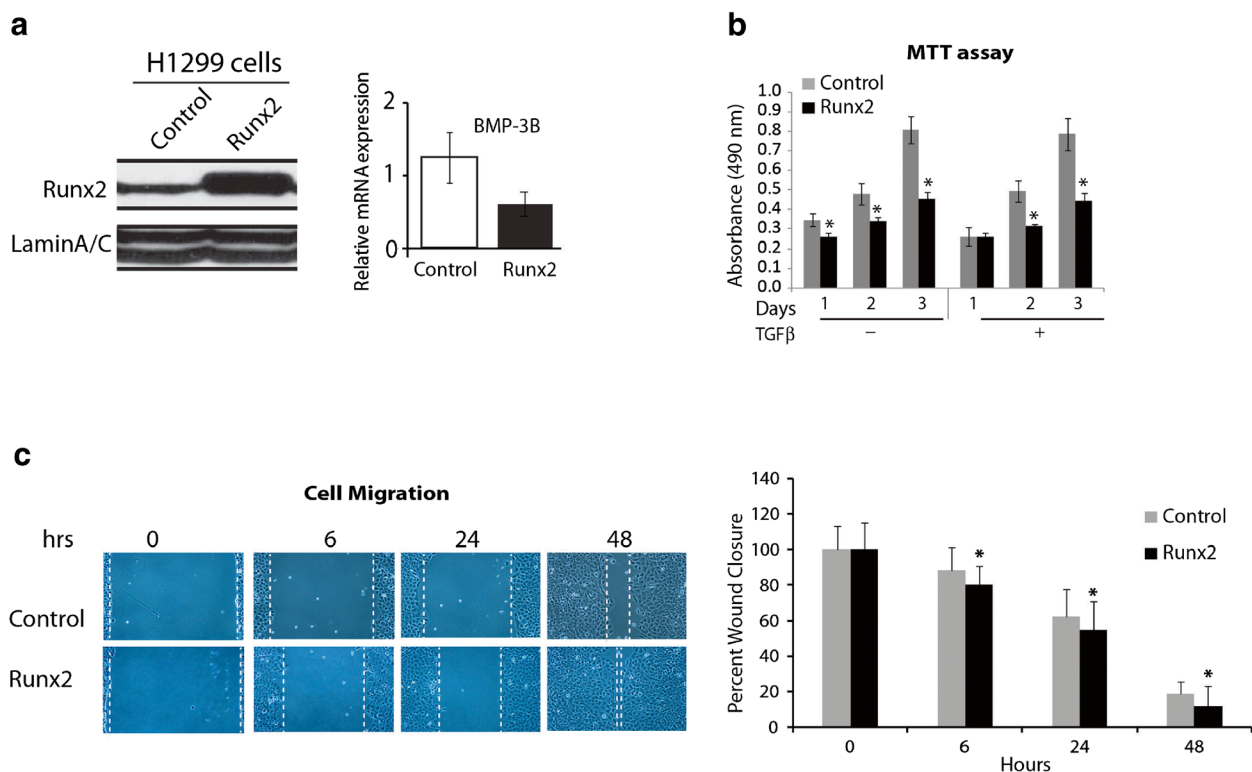 a
H1299 cells
Control
Runx2
Runx2
LaminA/C
Relative mRNA expression
2
1
0
BMP-3B
Control
Runx2
b
MTT assay
Control
Runx2
Absorbance (490 nm)
1.0
0.9
0.8
0.7
0.6
0.5
0.4
0.3
0.2
0.1
0.0
*
*
*
*
*
Days 1 2 3 1 2 3
TGFβ − +
c
Cell Migration
hrs 0 6 24 48
Control
Runx2
Percent Wound Closure
140
120
100
80
60
40
20
0
Control
Runx2
*
*
*
0 6 24 48
Hours